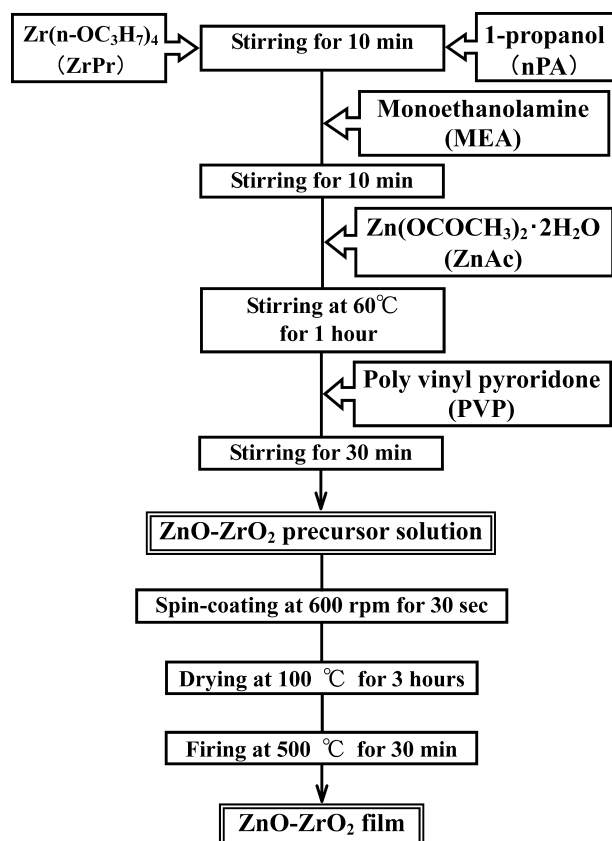 Zr(n-OC₃H₇)₄
（ZrPr）
Stirring for 10 min
1-propanol
（nPA）
Monoethanolamine
(MEA)
Stirring for 10 min
Zn(OCOCH₃)₂·2H₂O
(ZnAc)
Stirring at 60℃
for 1 hour
Poly vinyl pyroridone
(PVP)
Stirring for 30 min
ZnO-ZrO₂ precursor solution
Spin-coating at 600 rpm for 30 sec
Drying at 100 ℃ for 3 hours
Firing at 500 ℃ for 30 min
ZnO-ZrO₂ film